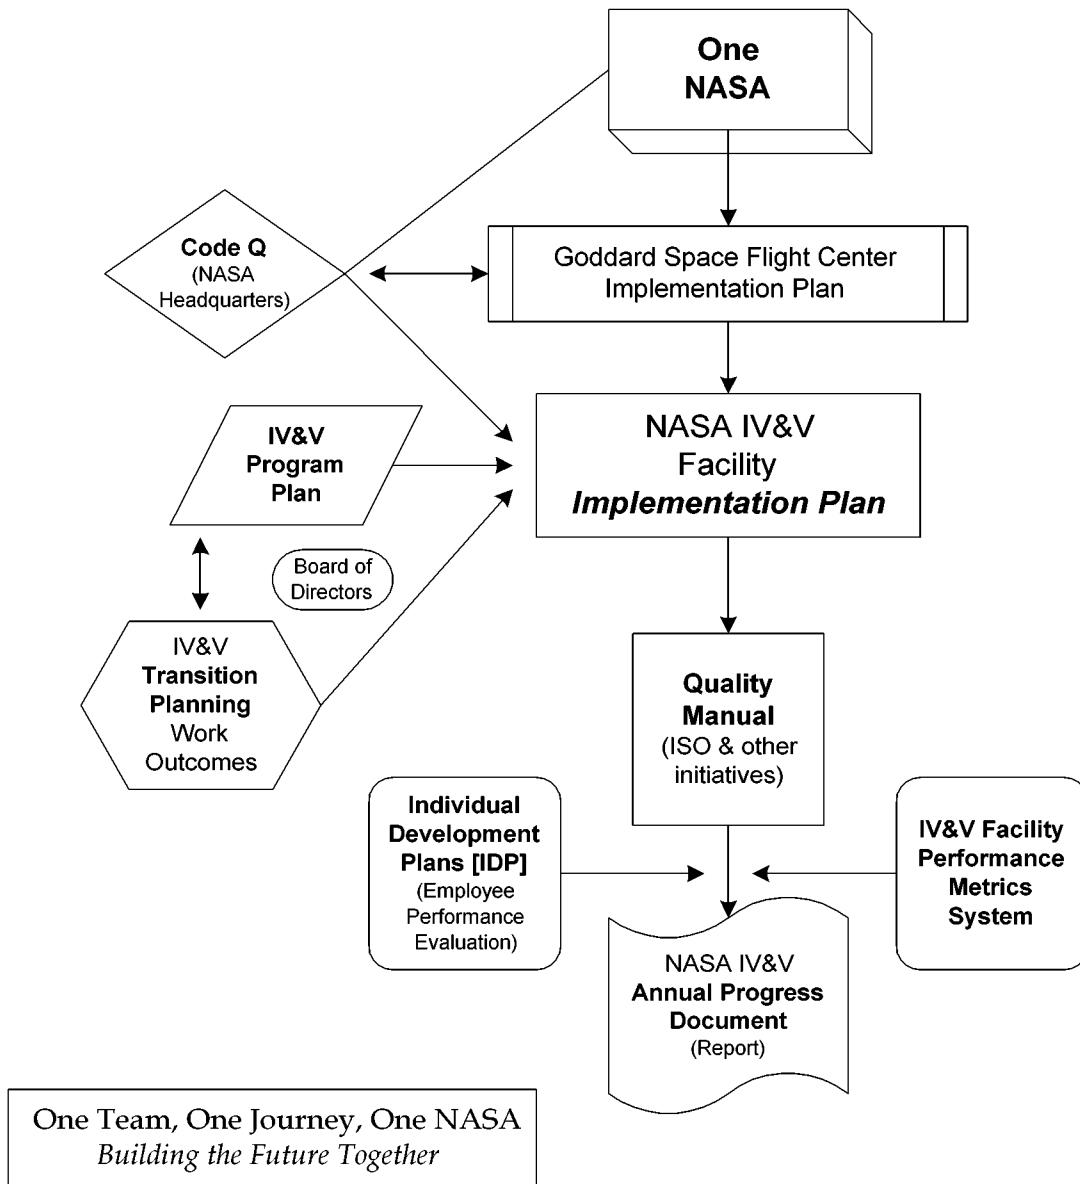 One
NASA
Code Q
(NASA
Headquarters)
Goddard Space Flight Center
Implementation Plan
IV&V
Program
Plan
NASA IV&V
Facility
Implementation Plan
Board of
Directors
IV&V
Transition
Planning
Work
Outcomes
Quality
Manual
(ISO & other
initiatives)
Individual
Development
Plans [IDP]
(Employee
Performance
Evaluation)
IV&V Facility
Performance
Metrics
System
NASA IV&V
Annual Progress
Document
(Report)
One Team, One Journey, One NASA
Building the Future Together